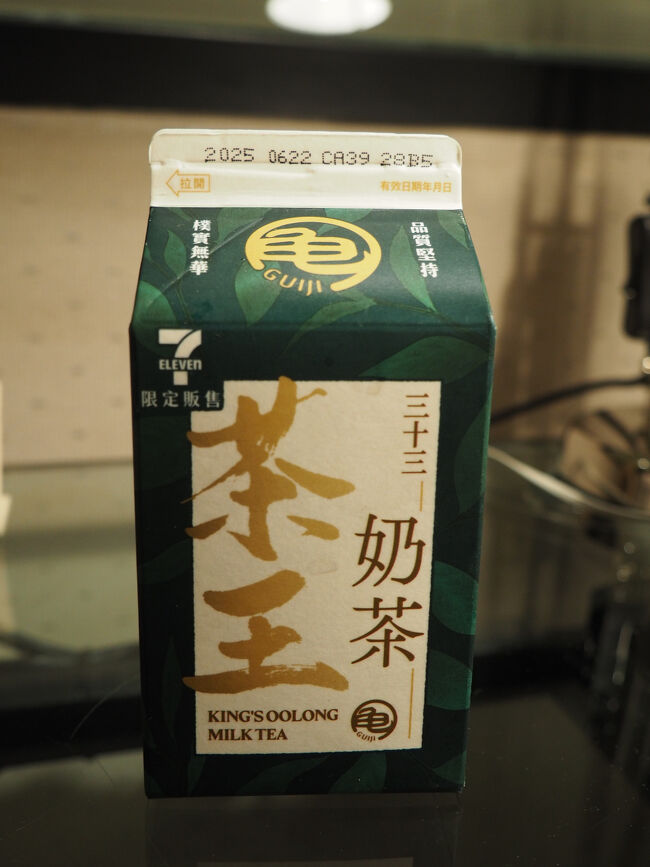 2025 0622 CA39 28B5
拉開
有效日期年月日
樸實無華
龜
GUIJI
品質堅持
7
ELEVEn
限定販售
茶王
三十三
奶茶
KING'S OOLONG
MILK TEA
龜
GUIJI